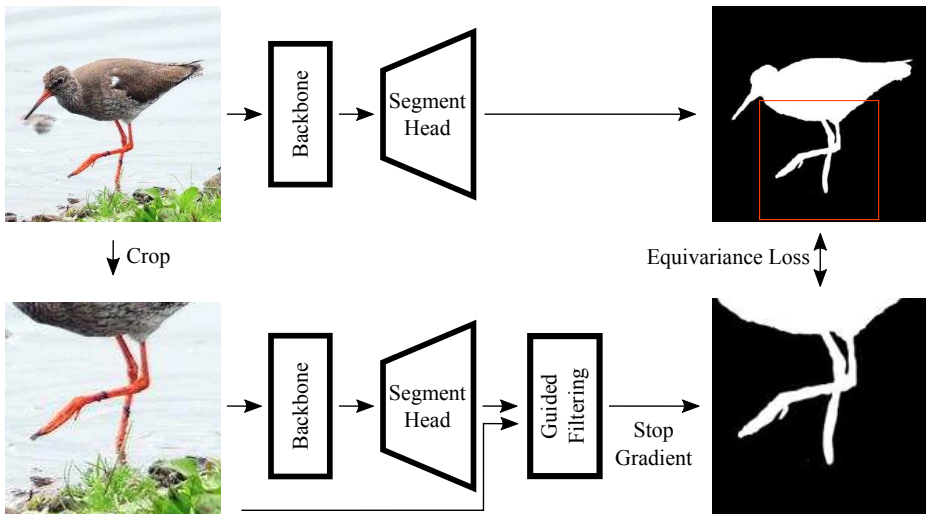 Backbone
Segment
Head
Crop
Equivariance Loss
Backbone
Segment
Head
Guided
Filtering
Stop
Gradient